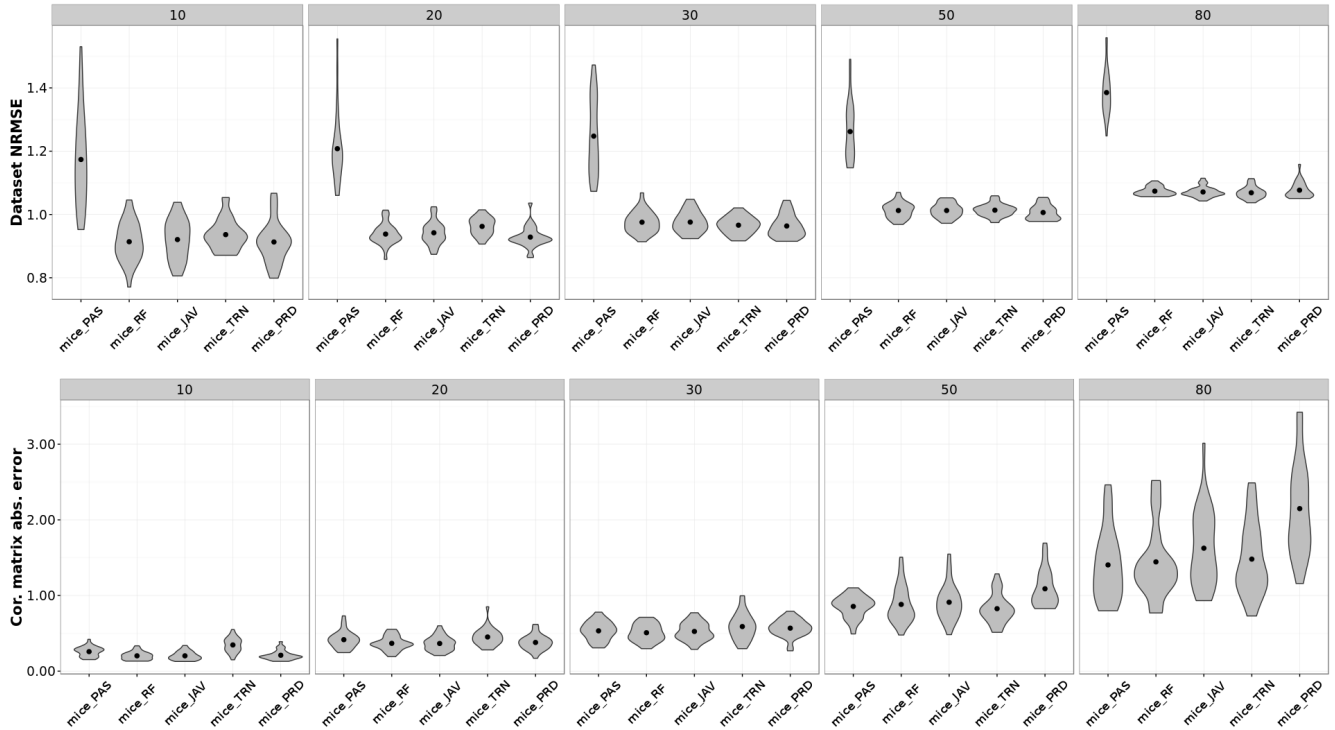 10 20 30 50 80
Dataset NRMSE
1.4
1.2
1.0
0.8
mice_PAS mice_RF mice_JAV mice_TRN mice_PRD mice_PAS mice_RF mice_JAV mice_TRN mice_PRD mice_PAS mice_RF mice_JAV mice_TRN mice_PRD mice_PAS mice_RF mice_JAV mice_TRN mice_PRD mice_PAS mice_RF mice_JAV mice_TRN mice_PRD
10 20 30 50 80
Cor. matrix abs. error
3.00
2.00
1.00
0.00
mice_PAS mice_RF mice_JAV mice_TRN mice_PRD mice_PAS mice_RF mice_JAV mice_TRN mice_PRD mice_PAS mice_RF mice_JAV mice_TRN mice_PRD mice_PAS mice_RF mice_JAV mice_TRN mice_PRD mice_PAS mice_RF mice_JAV mice_TRN mice_PRD